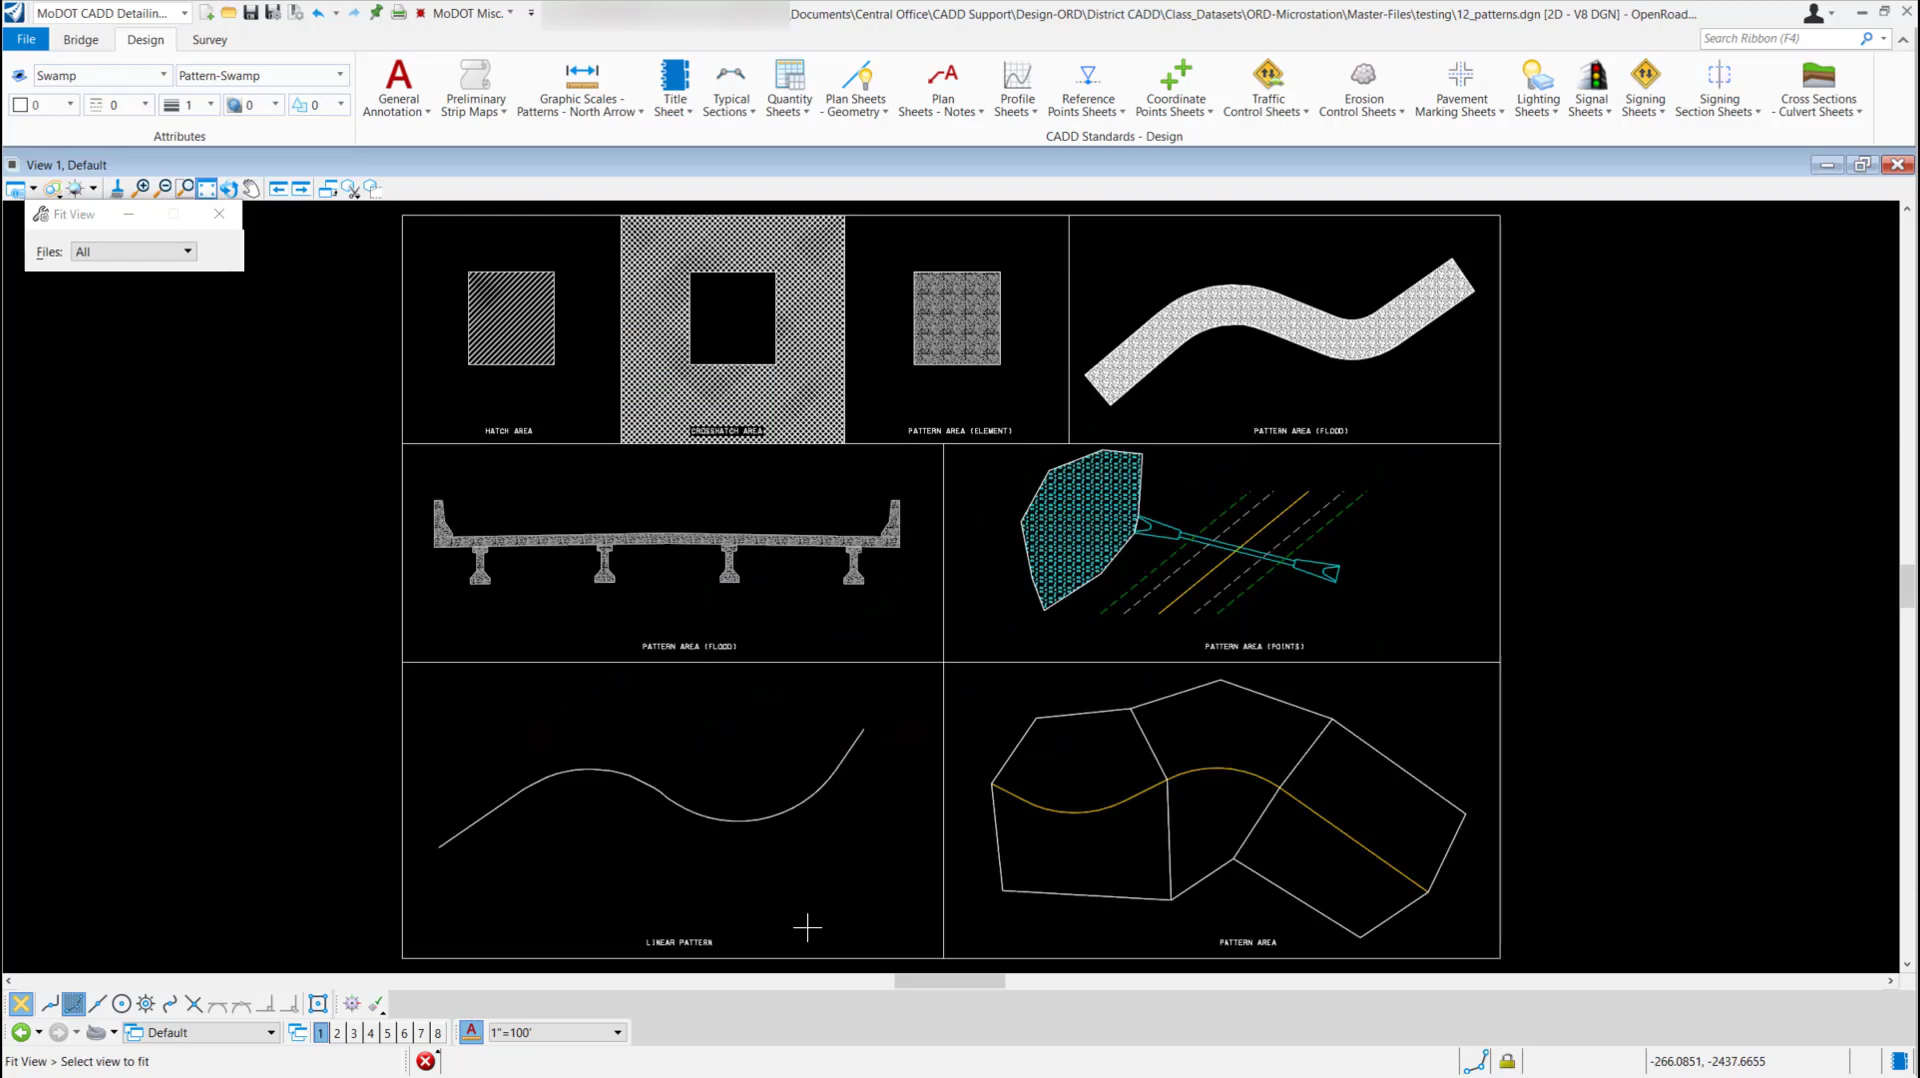 MoDOT CADD Detailin...
MoDOT Misc.
Documents\Central Office\CADD Support\Design-ORD\District CADD\Class_Datasets\ORD-Microstation\Master-Files\testing\12_patterns.dgn [2D - V8 DGN] - OpenRoad...
File
Bridge
Design
Survey
Search Ribbon (F4)
Swamp
Pattern-Swamp
0
0
1
0
0
Attributes
General
Annotation
Preliminary
Strip Maps
Graphic Scales -
Patterns - North Arrow
Title
Sheet
Typical
Sections
Quantity
Sheets
Plan Sheets
- Geometry
Plan
Sheets - Notes
Profile
Sheets
Reference
Points Sheets
Coordinate
Points Sheets
Traffic
Control Sheets
Erosion
Control Sheets
Pavement
Marking Sheets
Lighting
Sheets
Signal
Sheets
Signing
Sheets
Signing
Section Sheets
Cross Sections
- Culvert Sheets
CADD Standards - Design
View 1, Default
Fit View
Files: All
HATCH AREA
CROSSHATCH AREA
PATTERN AREA (ELEMENT)
PATTERN AREA (FLOOD)
PATTERN AREA (FLOOD)
PATTERN AREA (POINTS)
LINEAR PATTERN
PATTERN AREA
Default
1 2 3 4 5 6 7 8
1"=100'
Fit View > Select view to fit
-266.0851, -2437.6655